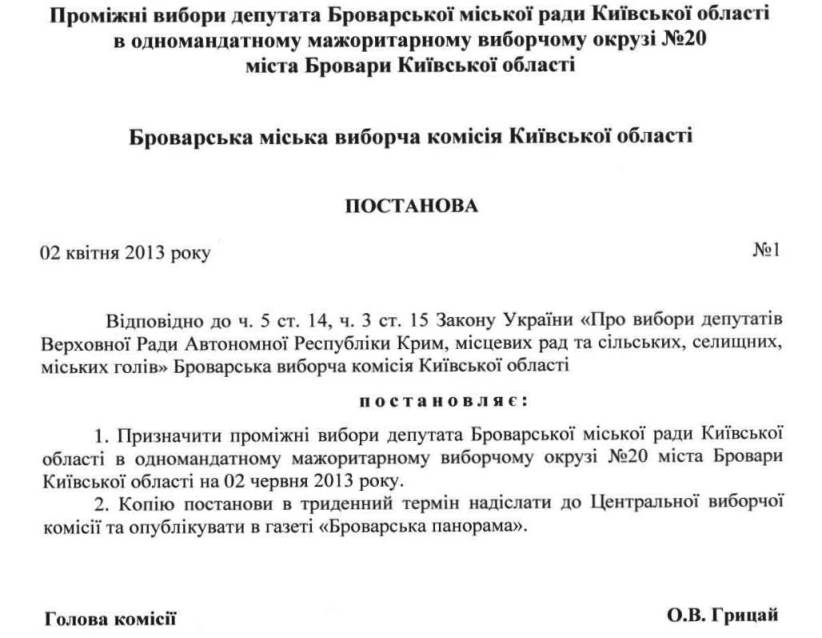 Проміжні вибори депутата Броварської міської ради Київської області
в одномандатному мажоритарному виборчому окрузі №20
міста Бровари Київської області
Броварська міська виборча комісія Київської області
ПОСТАНОВА
02 квітня 2013 року №1
Відповідно до ч. 5 ст. 14, ч. 3 ст. 15 Закону України «Про вибори депутатів
Верховної Ради Автономної Республіки Крим, місцевих рад та сільських, селищних,
міських голів» Броварська виборча комісія Київської області
постановляє:
1. Призначити проміжні вибори депутата Броварської міської ради Київської
області в одномандатному мажоритарному виборчому окрузі №20 міста Бровари
Київської області на 02 червня 2013 року.
2. Копію постанови в триденний термін надіслати до Центральної виборчої
комісії та опублікувати в газеті «Броварська панорама».
Голова комісії О.В. Грицай